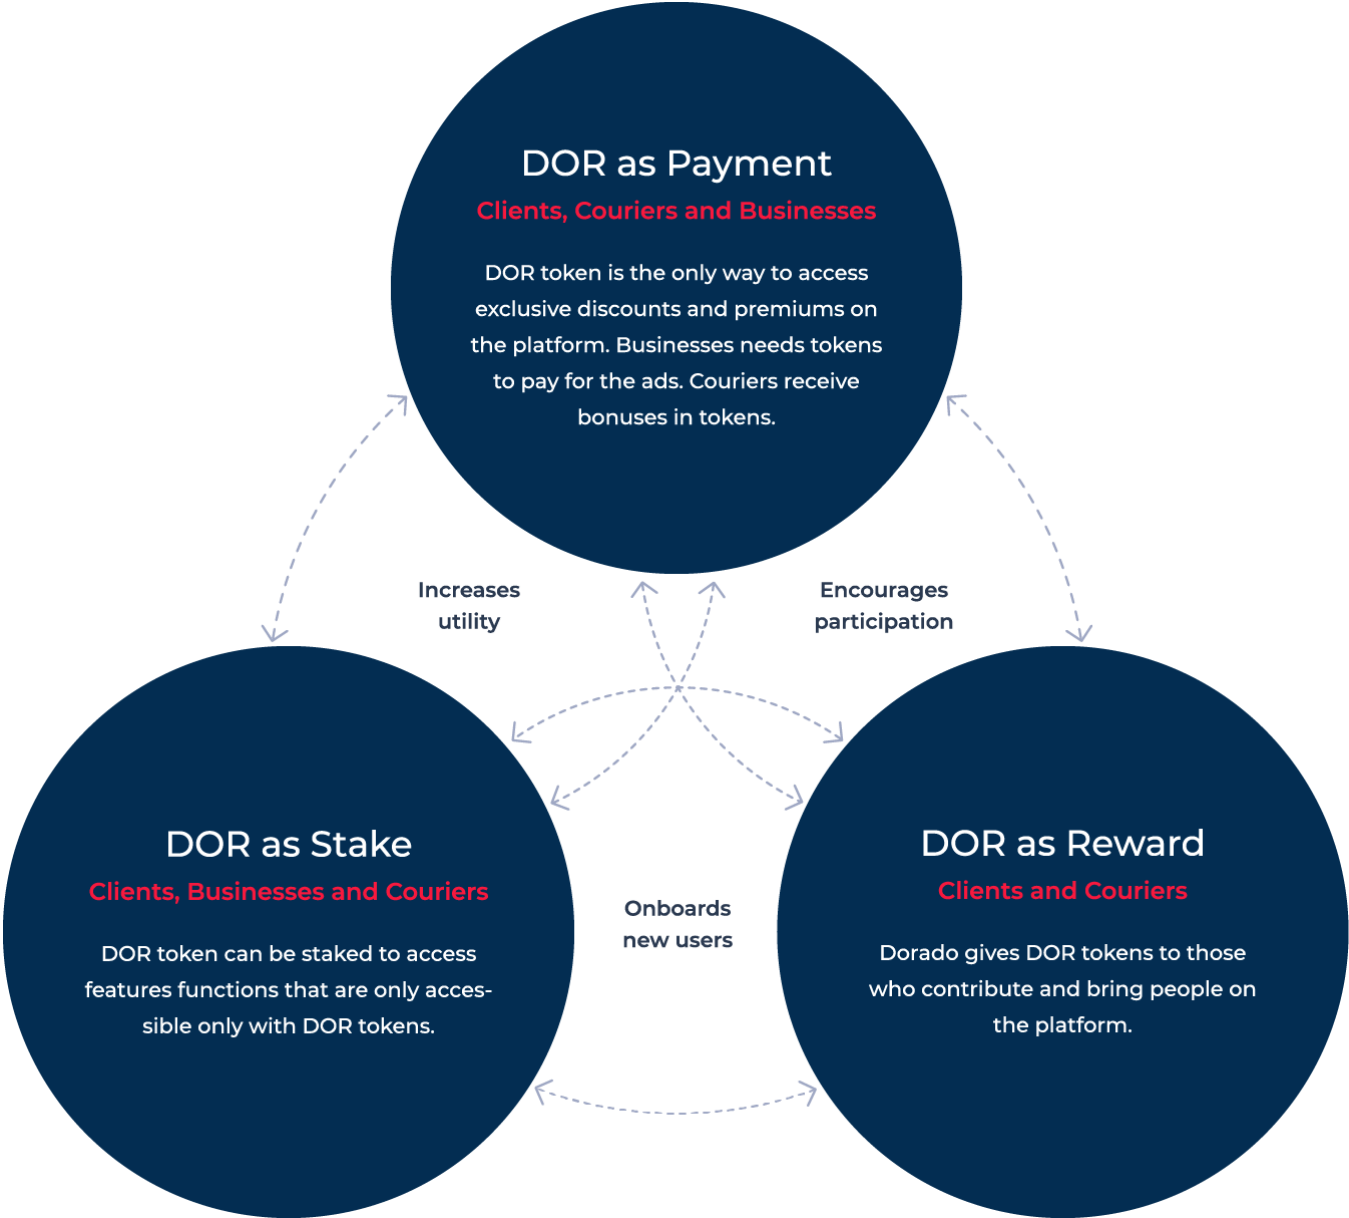 DOR as Payment
Clients, Couriers and Businesses
DOR token is the only way to access
exclusive discounts and premiums on
the platform. Businesses needs tokens
to pay for the ads. Couriers receive
bonuses in tokens.
Increases
utility
Encourages
participation
DOR as Stake
Clients, Businesses and Couriers
DOR token can be staked to access
features functions that are only acces-
sible only with DOR tokens.
Onboards
new users
DOR as Reward
Clients and Couriers
Dorado gives DOR tokens to those
who contribute and bring people on
the platform.